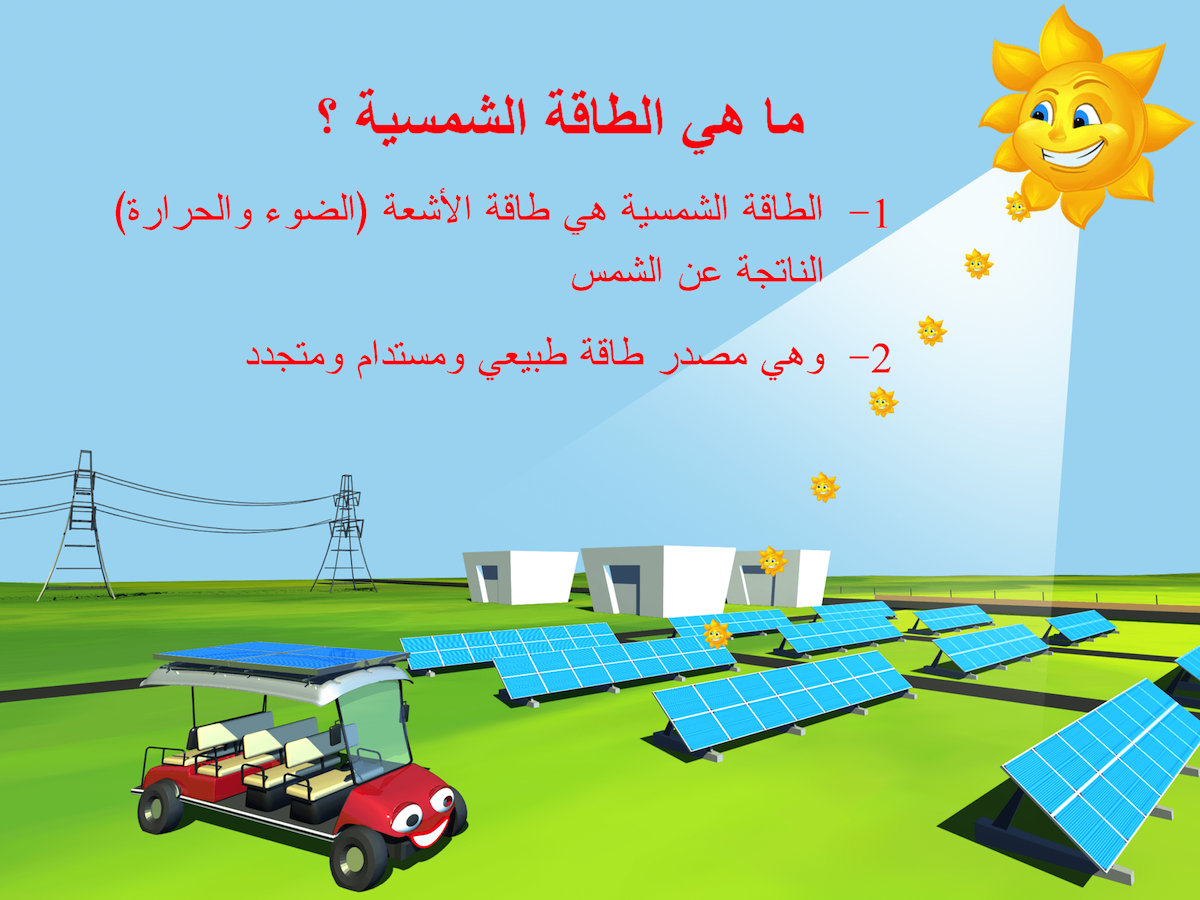 ما هي الطاقة الشمسية ؟
1- الطاقة الشمسية هي طاقة الأشعة (الضوء والحرارة)
الناتجة عن الشمس
2- وهي مصدر طاقة طبيعي ومستدام ومتجدد